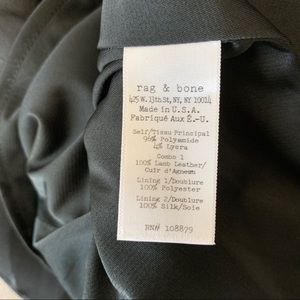 rag & bone
425 W. 13th St, NY, NY 10014
Made in U.S.A.
Fabriqué Aux É.-U.
Self/Tissu Principal
96% Polyamide
4% Lycra
Combo 1
100% Lamb Leather/
Cuir d'Agneau
Lining 1/Doublure
100% Polyester
Lining 2/Doublure
100% Silk/Soie
RN# 108879